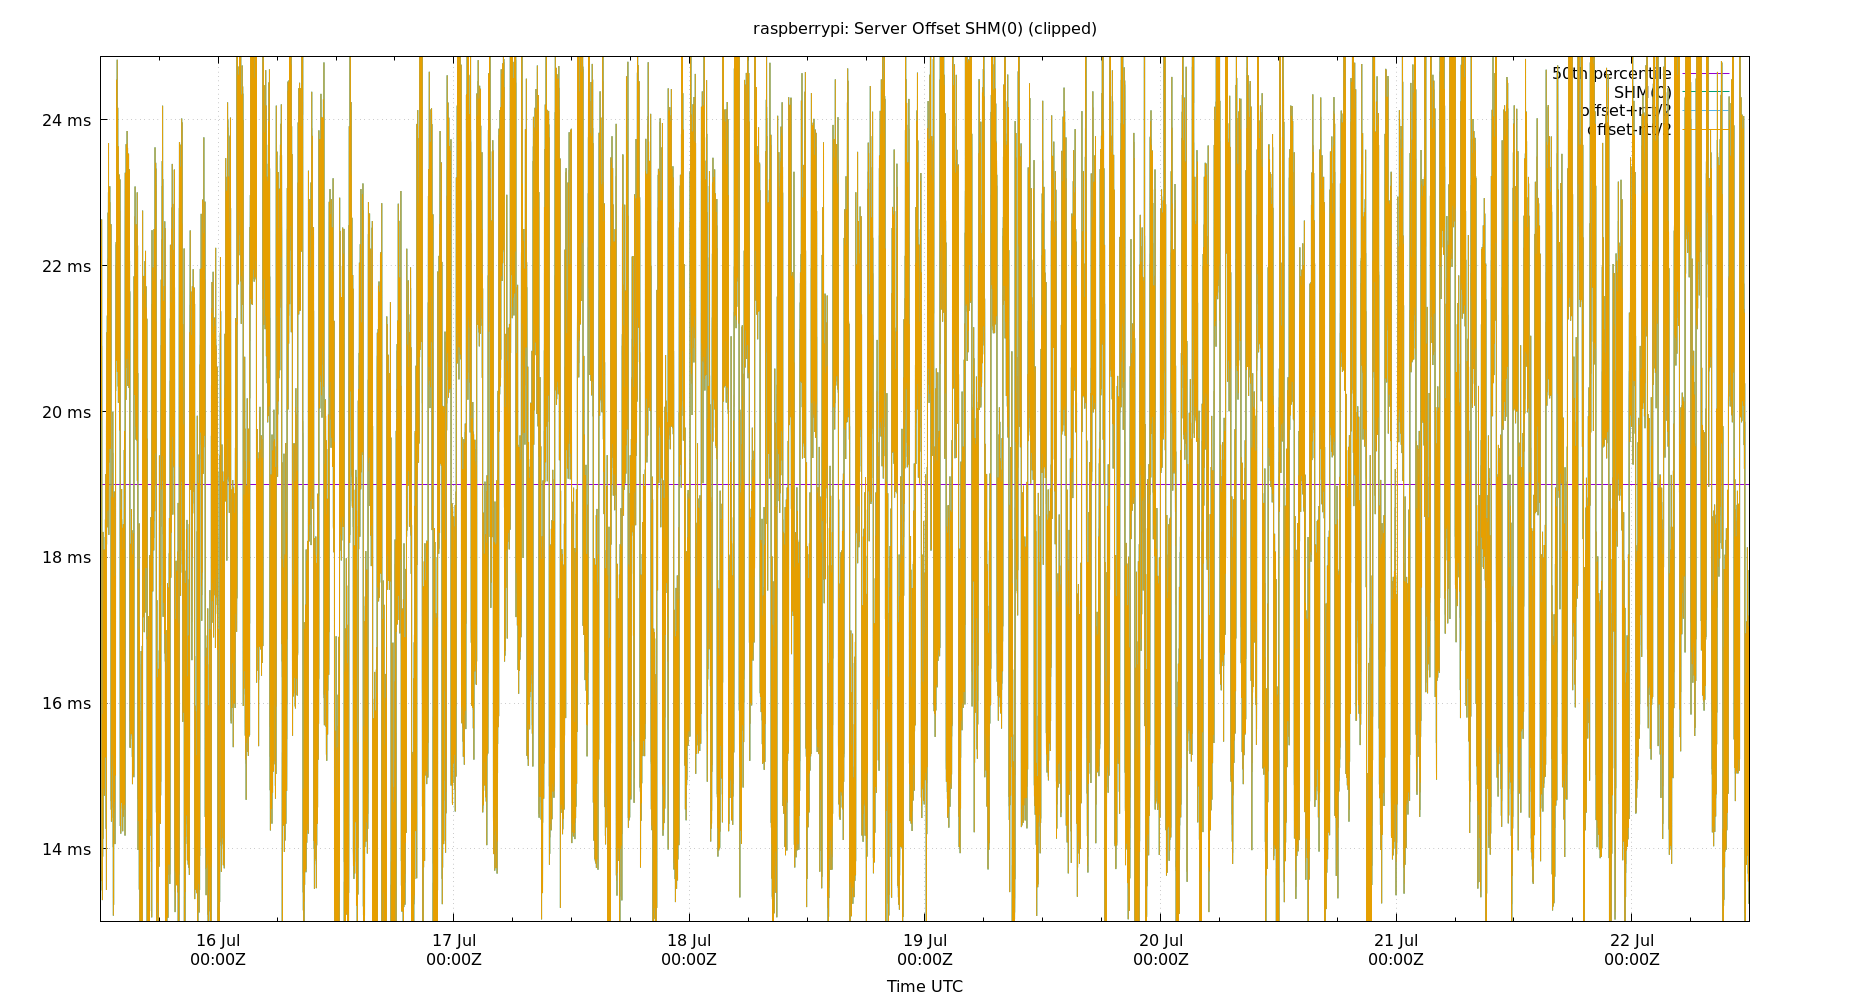 raspberrypi: Server Offset SHM(0) (clipped)
50th percentile
SHM(0)
offset+rtt/2
offset-rtt/2
24 ms
22 ms
20 ms
18 ms
16 ms
14 ms
16 Jul
00:00Z
17 Jul
00:00Z
18 Jul
00:00Z
19 Jul
00:00Z
20 Jul
00:00Z
21 Jul
00:00Z
22 Jul
00:00Z
Time UTC